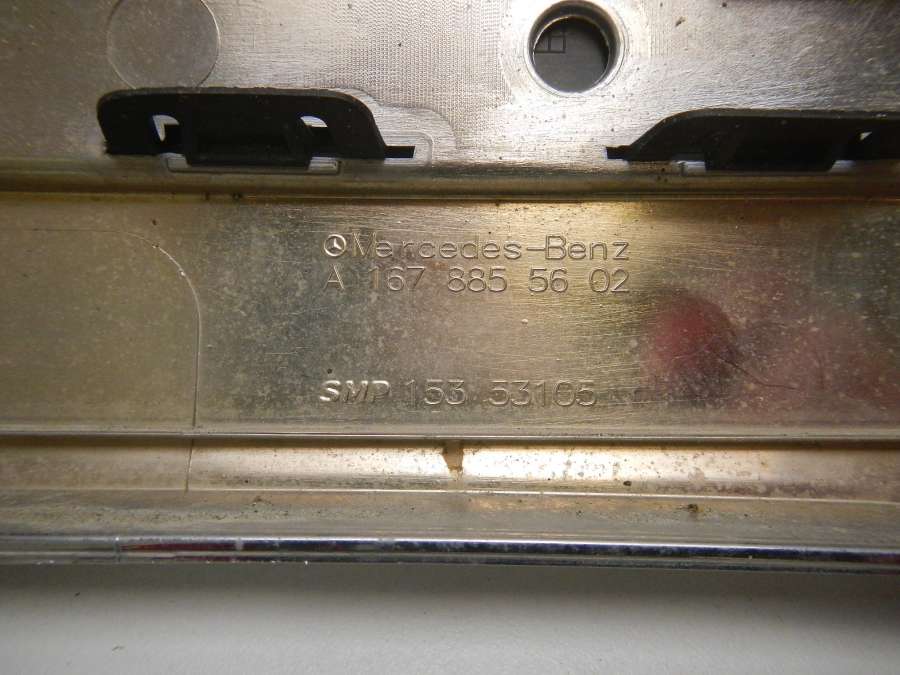 Mercedes-Benz
A 167 885 56 02
SMP 153 53105